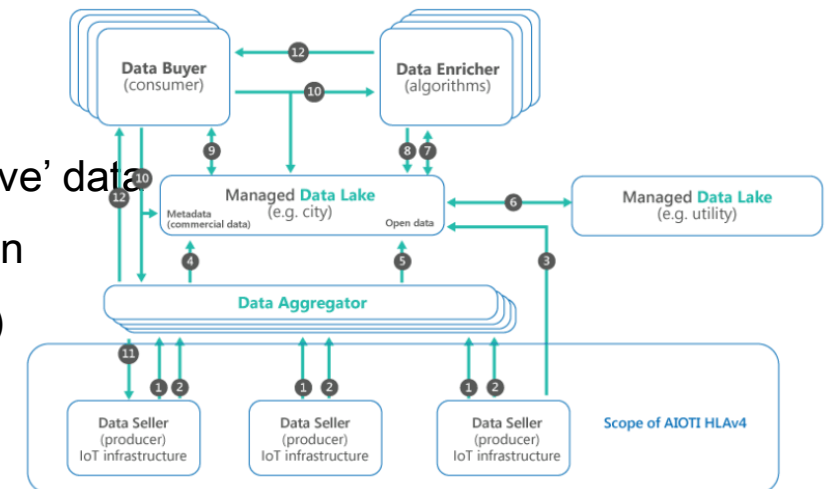 12
Data Buyer
(consumer)
Data Enricher
(algorithms)
10
9
8
7
ve’ data
10
12
Managed Data Lake
(e.g. city)
Metadata
(commercial data)
Open data
6
Managed Data Lake
(e.g. utility)
n
4
5
3
Data Aggregator
)
11
1
2
1
2
1
2
Data Seller
(producer)
IoT infrastructure
Data Seller
(producer)
IoT infrastructure
Data Seller
(producer)
IoT infrastructure
Scope of AIOTI HLAv4